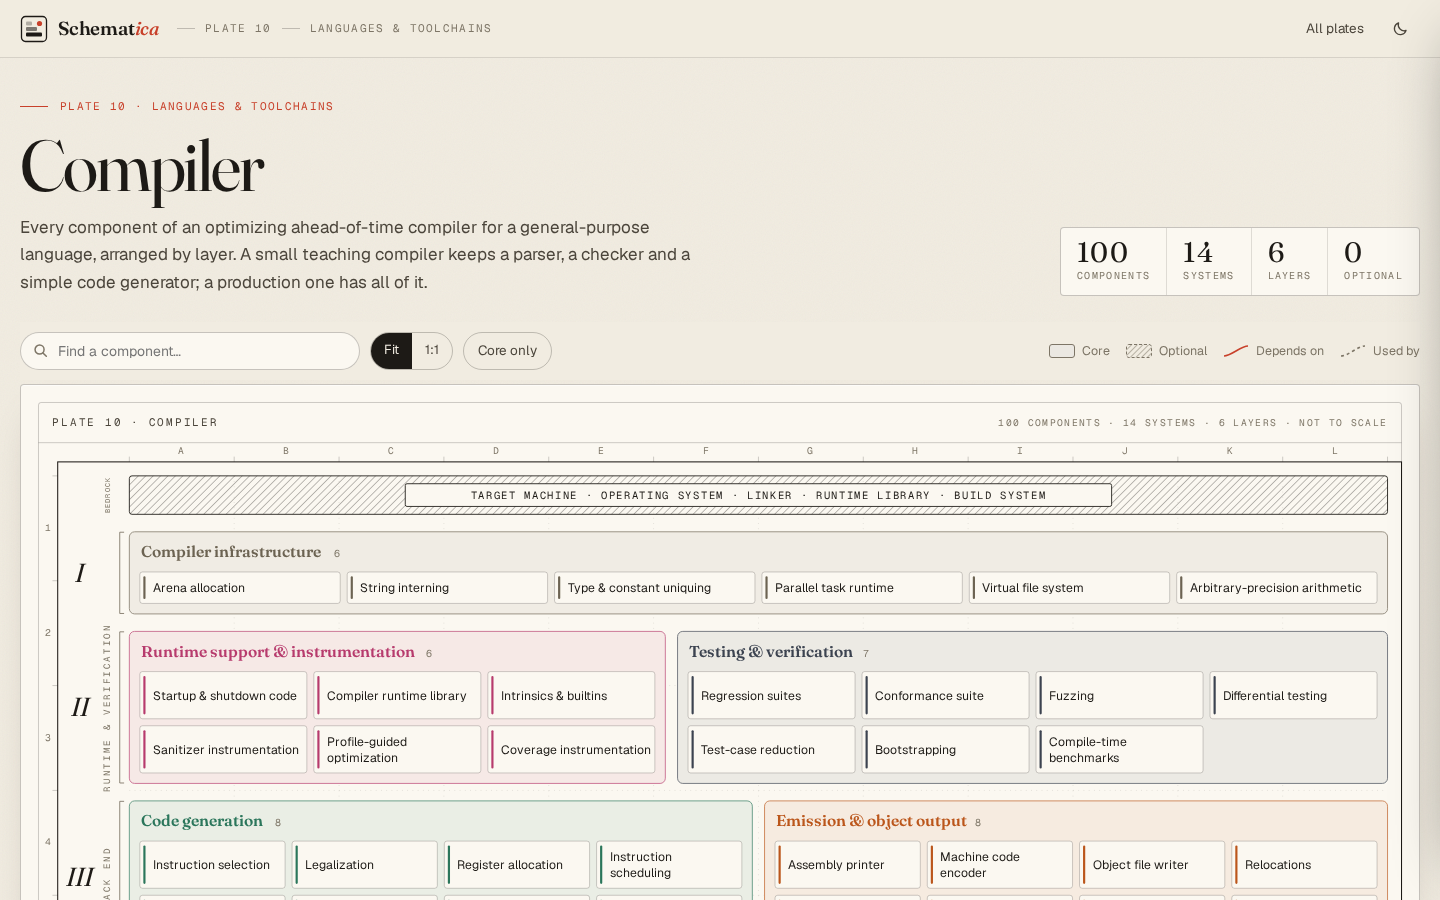 Schematica PLATE 10 LANGUAGES & TOOLCHAINS All plates
PLATE 10 · LANGUAGES & TOOLCHAINS
Compiler
Every component of an optimizing ahead-of-time compiler for a general-purpose
language, arranged by layer. A small teaching compiler keeps a parser, a checker and a
simple code generator; a production one has all of it.
100 14 6 0
COMPONENTS SYSTEMS LAYERS OPTIONAL
Find a component… Fit 1:1 Core only Core Optional Depends on Used by
PLATE 10 · COMPILER 100 COMPONENTS · 14 SYSTEMS · 6 LAYERS · NOT TO SCALE
A B C D E F G H I J K L
BEDROCK
TARGET MACHINE · OPERATING SYSTEM · LINKER · RUNTIME LIBRARY · BUILD SYSTEM
1
I
Compiler infrastructure 6
Arena allocation
String interning
Type & constant uniquing
Parallel task runtime
Virtual file system
Arbitrary-precision arithmetic
2
II
RUNTIME & VERIFICATION
3
Runtime support & instrumentation 6
Startup & shutdown code
Compiler runtime library
Intrinsics & builtins
Sanitizer instrumentation
Profile-guided
optimization
Coverage instrumentation
Testing & verification 7
Regression suites
Conformance suite
Fuzzing
Differential testing
Test-case reduction
Bootstrapping
Compile-time
benchmarks
4
III
ACK END
Code generation 8
Instruction selection
Legalization
Register allocation
Instruction
scheduling
Emission & object output 8
Assembly printer
Machine code
encoder
Object file writer
Relocations